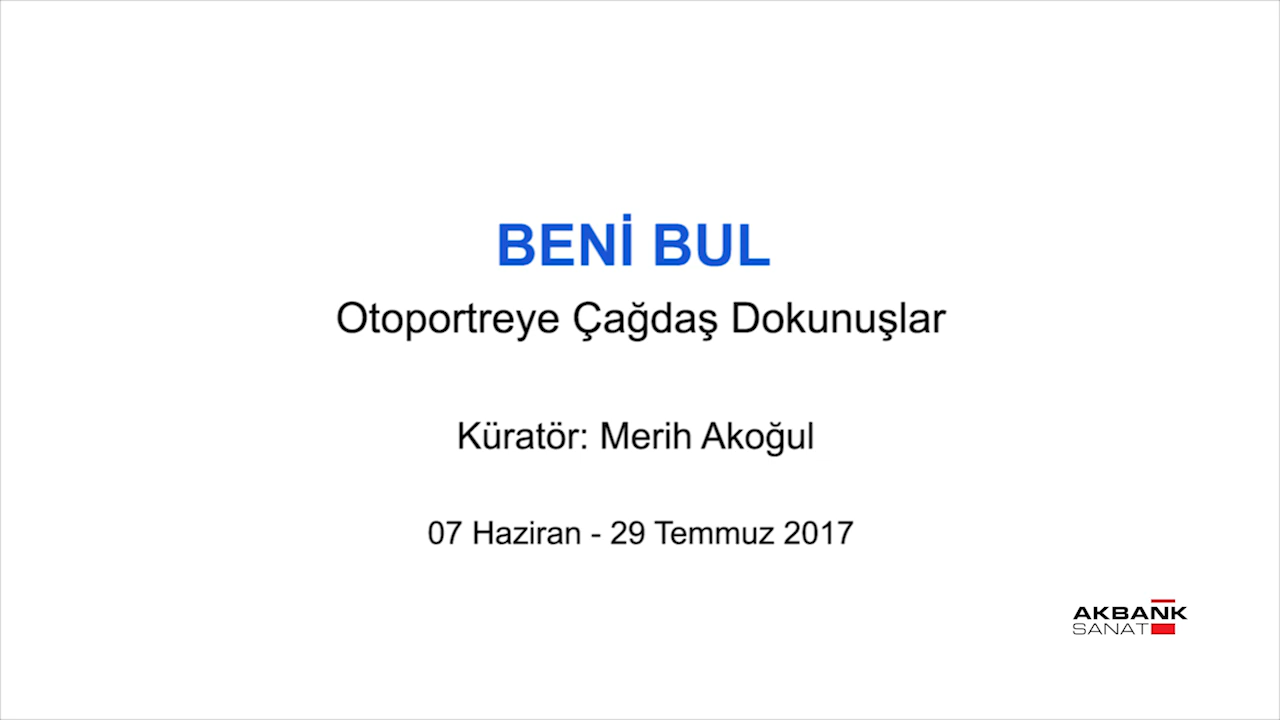 BENİ BUL
Otoportreye Çağdaş Dokunuşlar
Küratör: Merih Akoğul
07 Haziran - 29 Temmuz 2017
AKBANK
SANAT